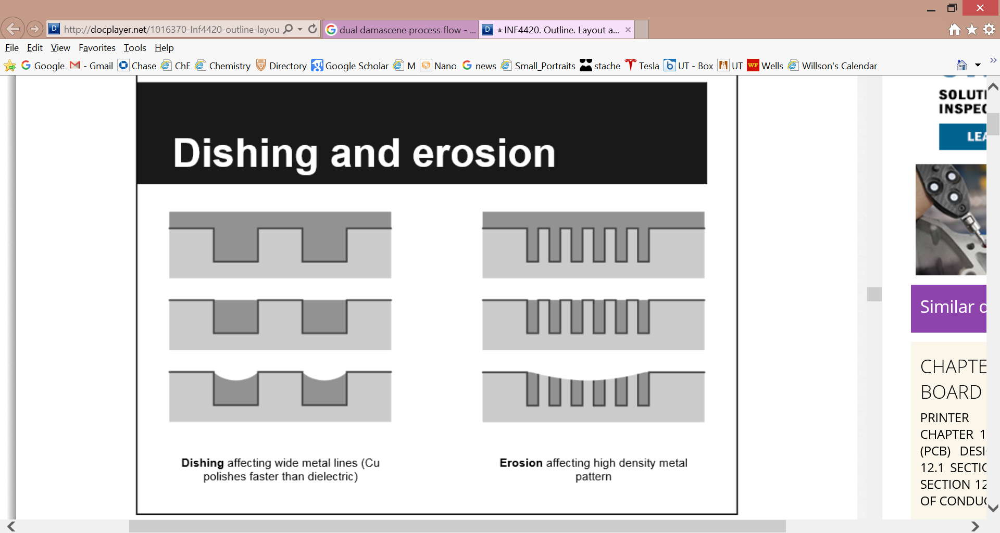 http://docplayer.net/1016370-Inf4420-outline-layou
dual damascene process flow - ...
INF4420. Outline. Layout a...
File Edit View Favorites Tools Help
Google - Gmail Chase ChE Chemistry Directory Google Scholar M Nano news Small_Portraits stache Tesla UT - Box UT Wells Willson's Calendar
Dishing and erosion
Dishing affecting wide metal lines (Cu
polishes faster than dielectric)
Erosion affecting high density metal
pattern
SOLUTI
INSPEC
LEA
Similar o
CHAPTE
BOARD
PRINTER
CHAPTER 1
(PCB) DESI
12.1 SECTIO
SECTION 12
OF CONDUC